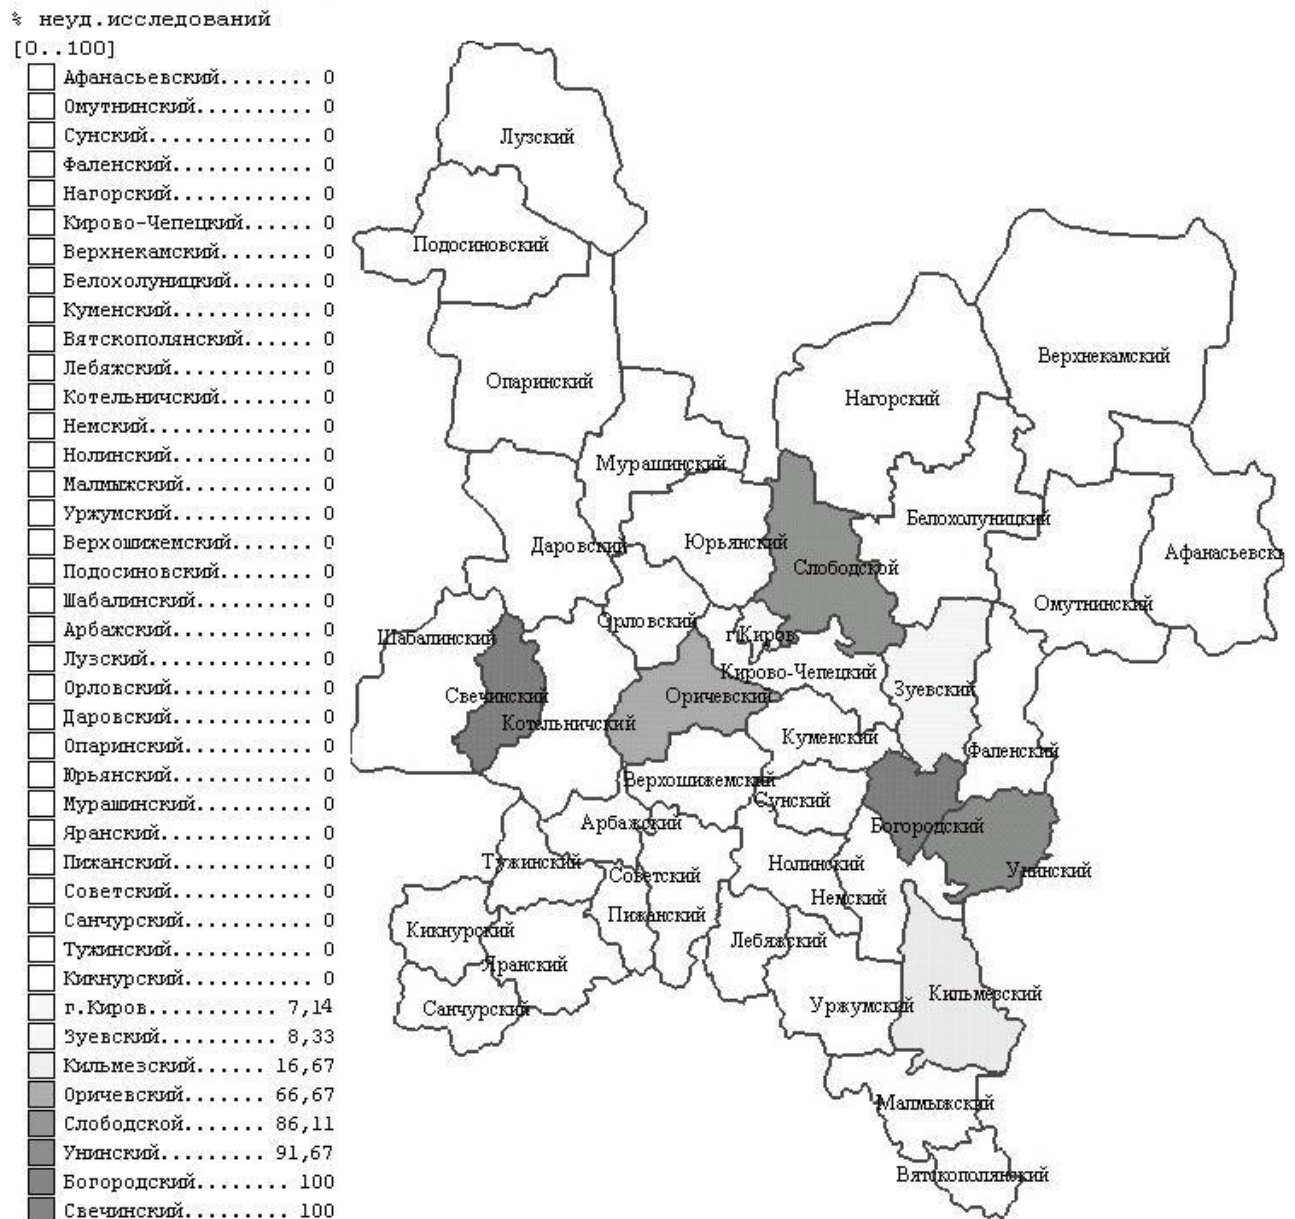 % неуд.исследований
[0..100]
Афанасьевский........ 0
Омутнинский.......... 0
Сунский.............. 0
Фаленский............ 0
Нагорский............ 0
Кирово-Чепецкий...... 0
Верхнекамский........ 0
Белохолуницкий....... 0
Куменский............ 0
Вятскополянский...... 0
Лебяжский............ 0
Котельничский........ 0
Немский.............. 0
Нолинский............ 0
Малмыжский........... 0
Уржумский............ 0
Верхошижемский....... 0
Подосиновский........ 0
Шабалинский.......... 0
Арбажский............ 0
Лузский.............. 0
Орловский............ 0
Даровский............ 0
Опаринский........... 0
Юрьянский............ 0
Мурашинский.......... 0
Яранский............. 0
Пижанский............ 0
Советский............ 0
Санчурский........... 0
Тужинский............ 0
Кикнурский........... 0
г.Киров........... 7,14
Зуевский.......... 8,33
Кильмезский...... 16,67
Оричевский....... 66,67
Слободской....... 86,11
Унинский......... 91,67
Богородский........ 100
Свечинский......... 100
Лузский
Подосиновский
Верхнекамский
Опаринский
Нагорский
Мурашинский
Белохолуницкий
Юрьянский
Даровский
Афанасьевск
Слободской
Омутнинский
Орловский
г.Киров
Шабалинский
Кирово-Чепецкий
Зуевский
Свечинский
Оричевский
Котельничский
Куменский
Фаленский
Верхошижемский
Сунский
Арбажский
Богородский
Тужинский
Нолинский
Унинский
Советский
Немский
Пижанский
Кикнурский
Лебяжский
Яранский
Кильмезский
Уржумский
Санчурский
Малмыжский
Вятскополянский